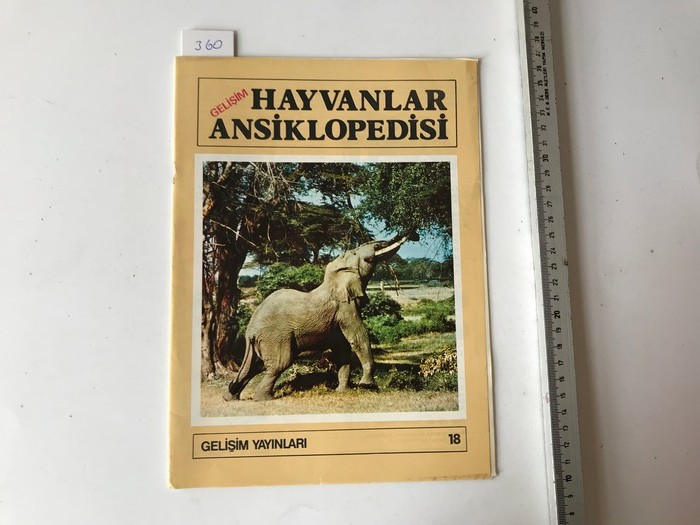 360
GELİŞİM
HAYVANLAR
ANSİKLOPEDİSİ
GELİŞİM YAYINLARI
18